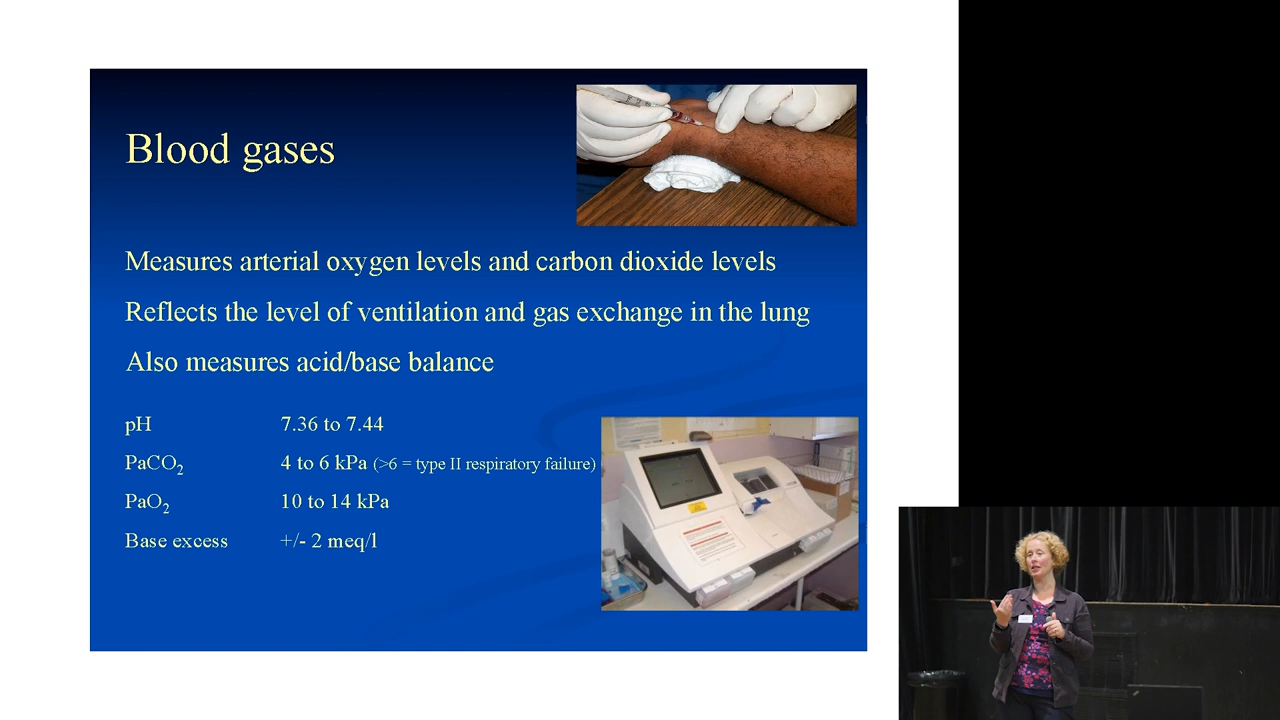 Blood gases
Measures arterial oxygen levels and carbon dioxide levels
Reflects the level of ventilation and gas exchange in the lung
Also measures acid/base balance
pH 7.36 to 7.44
PaCO₂ 4 to 6 kPa (>6 = type II respiratory failure)
PaO₂ 10 to 14 kPa
Base excess +/- 2 meq/l